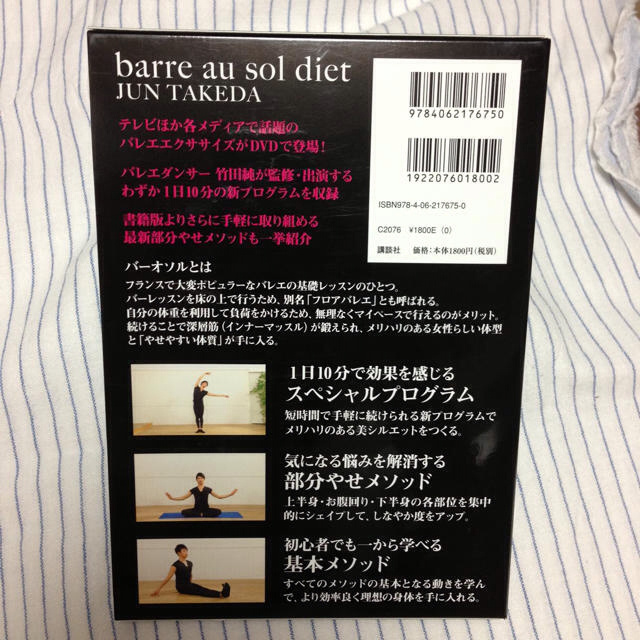 barre au sol diet
JUN TAKEDA
テレビほか各メディアで話題の
バレエエクササイズがDVDで登場!
バレエダンサー 竹田純が監修・出演する
わずか1日10分の新プログラムを収録
書籍版よりさらに手軽に取り組める
最新部分やせメソッドも一挙紹介
9784062176750
1922076018002
ISBN978-4-06-217675-0
C2076 ¥1800E (0)
講談社 価格:本体1800円(税別)
バーオソルとは
フランスで大変ポピュラーなバレエの基礎レッスンのひとつ。
バーレッスンを床の上で行うため、別名「フロアバレエ」とも呼ばれる。
自分の体重を利用して負荷をかけるため、無理なくマイペースで行えるのがメリット。
続けることで深層筋(インナーマッスル)が鍛えられ、メリハリのある女性らしい体型
と「やせやすい体質」が手に入る。
1日10分で効果を感じる
スペシャルプログラム
短時間で手軽に続けられる新プログラムで
メリハリのある美シルエットをつくる。
気になる悩みを解消する
部分やせメソッド
上半身・お腹回り・下半身の各部位を集中
的にシェイプして、しなやか度をアップ。
初心者でも一から学べる
基本メソッド
すべてのメソッドの基本となる動きを学ん
で、より効率良く理想の身体を手に入れる。